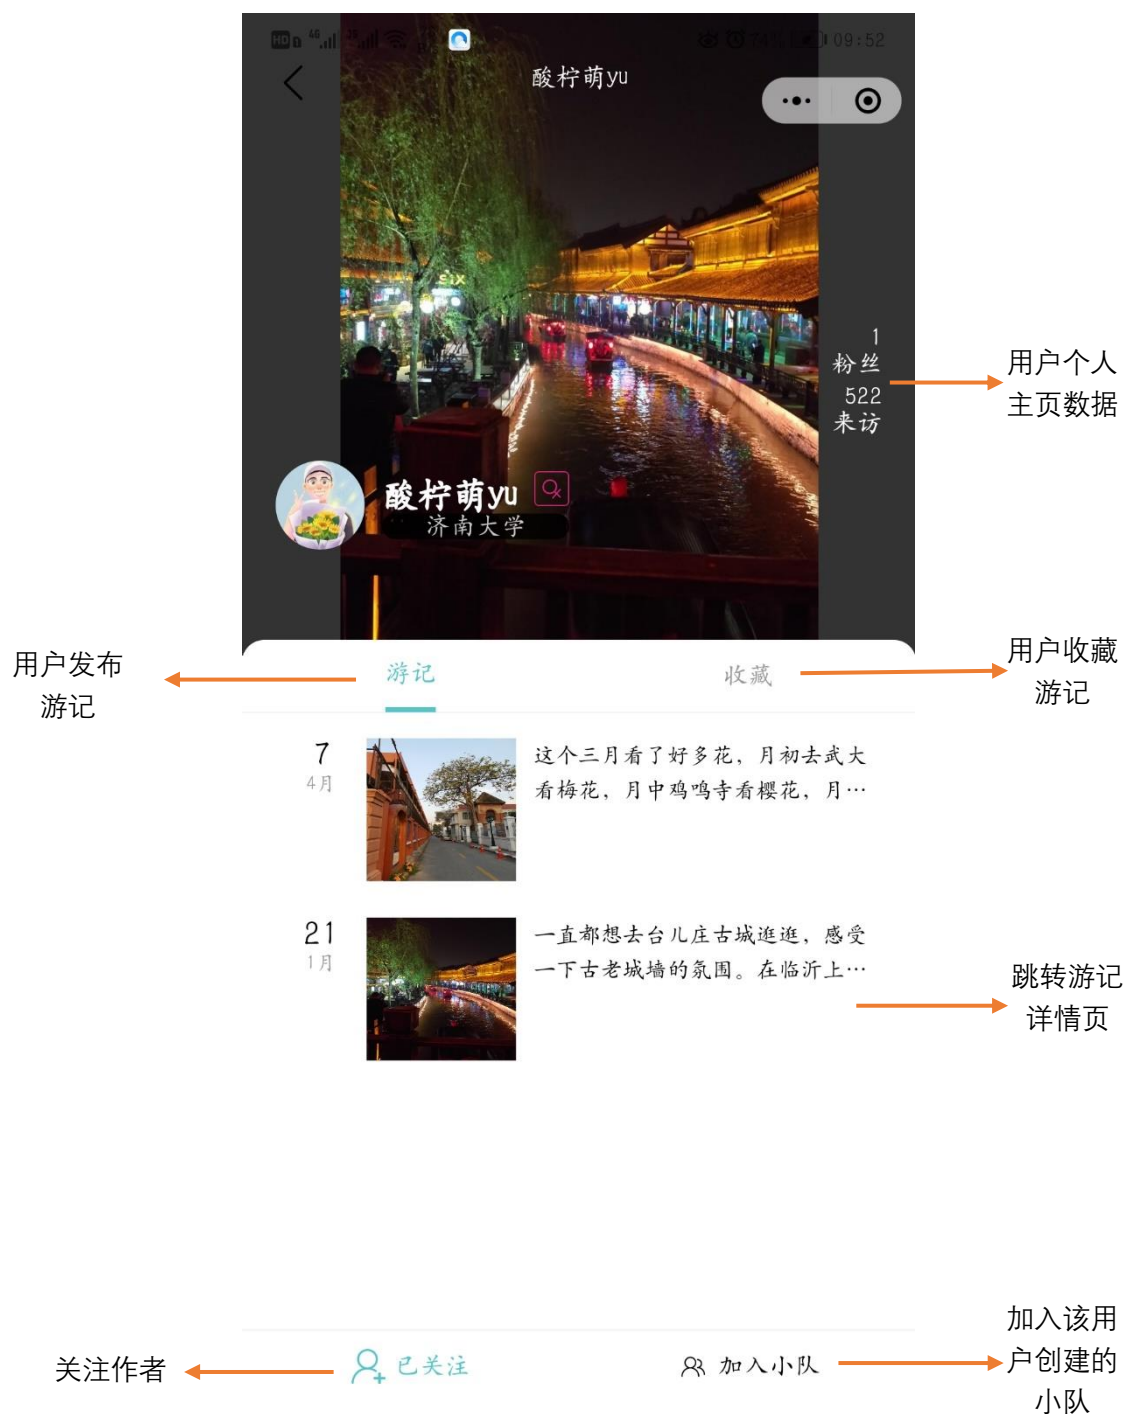 HD 4G 09:52
酸柠萌yu
SIX
1
粉丝
522
来访
用户个人
主页数据
酸柠萌yu
济南大学
用户发布
游记
游记
收藏
用户收藏
游记
7
4月
这个三月看了好多花，月初去武大
看梅花，月中鸡鸣寺看樱花，月…
21
1月
一直都想去台儿庄古城逛逛，感受
一下古老城墙的氛围。在临沂上…
跳转游记
详情页
关注作者
已关注
加入小队
加入该用
户创建的
小队